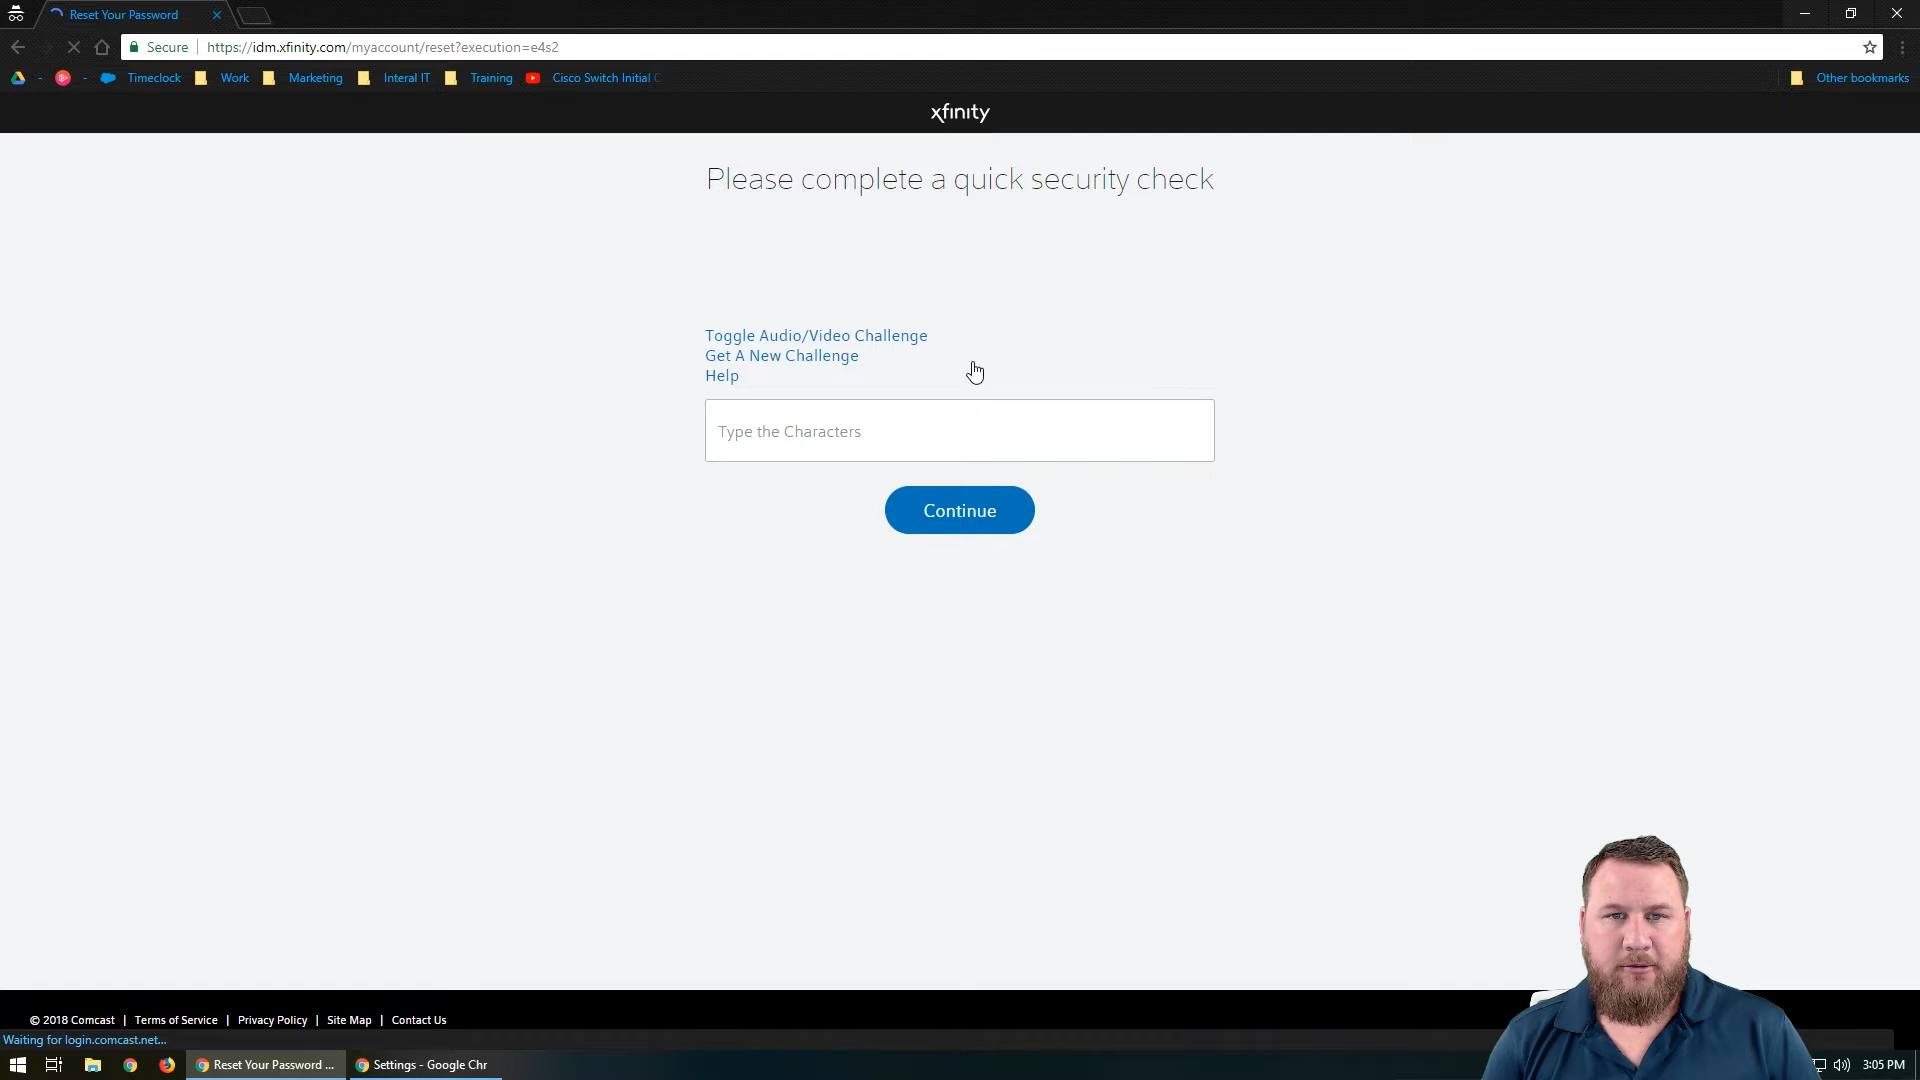 Reset Your Password
Secure | https://idm.xfinity.com/myaccount/reset?execution=e4s2
- - Timeclock Work Marketing Interal IT Training Cisco Switch Initial C Other bookmarks
xfinity
Please complete a quick security check
Toggle Audio/Video Challenge
Get A New Challenge
Help
Type the Characters
Continue
© 2018 Comcast | Terms of Service | Privacy Policy | Site Map | Contact Us
Waiting for login.comcast.net...
Reset Your Password ... Settings - Google Chr 3:05 PM